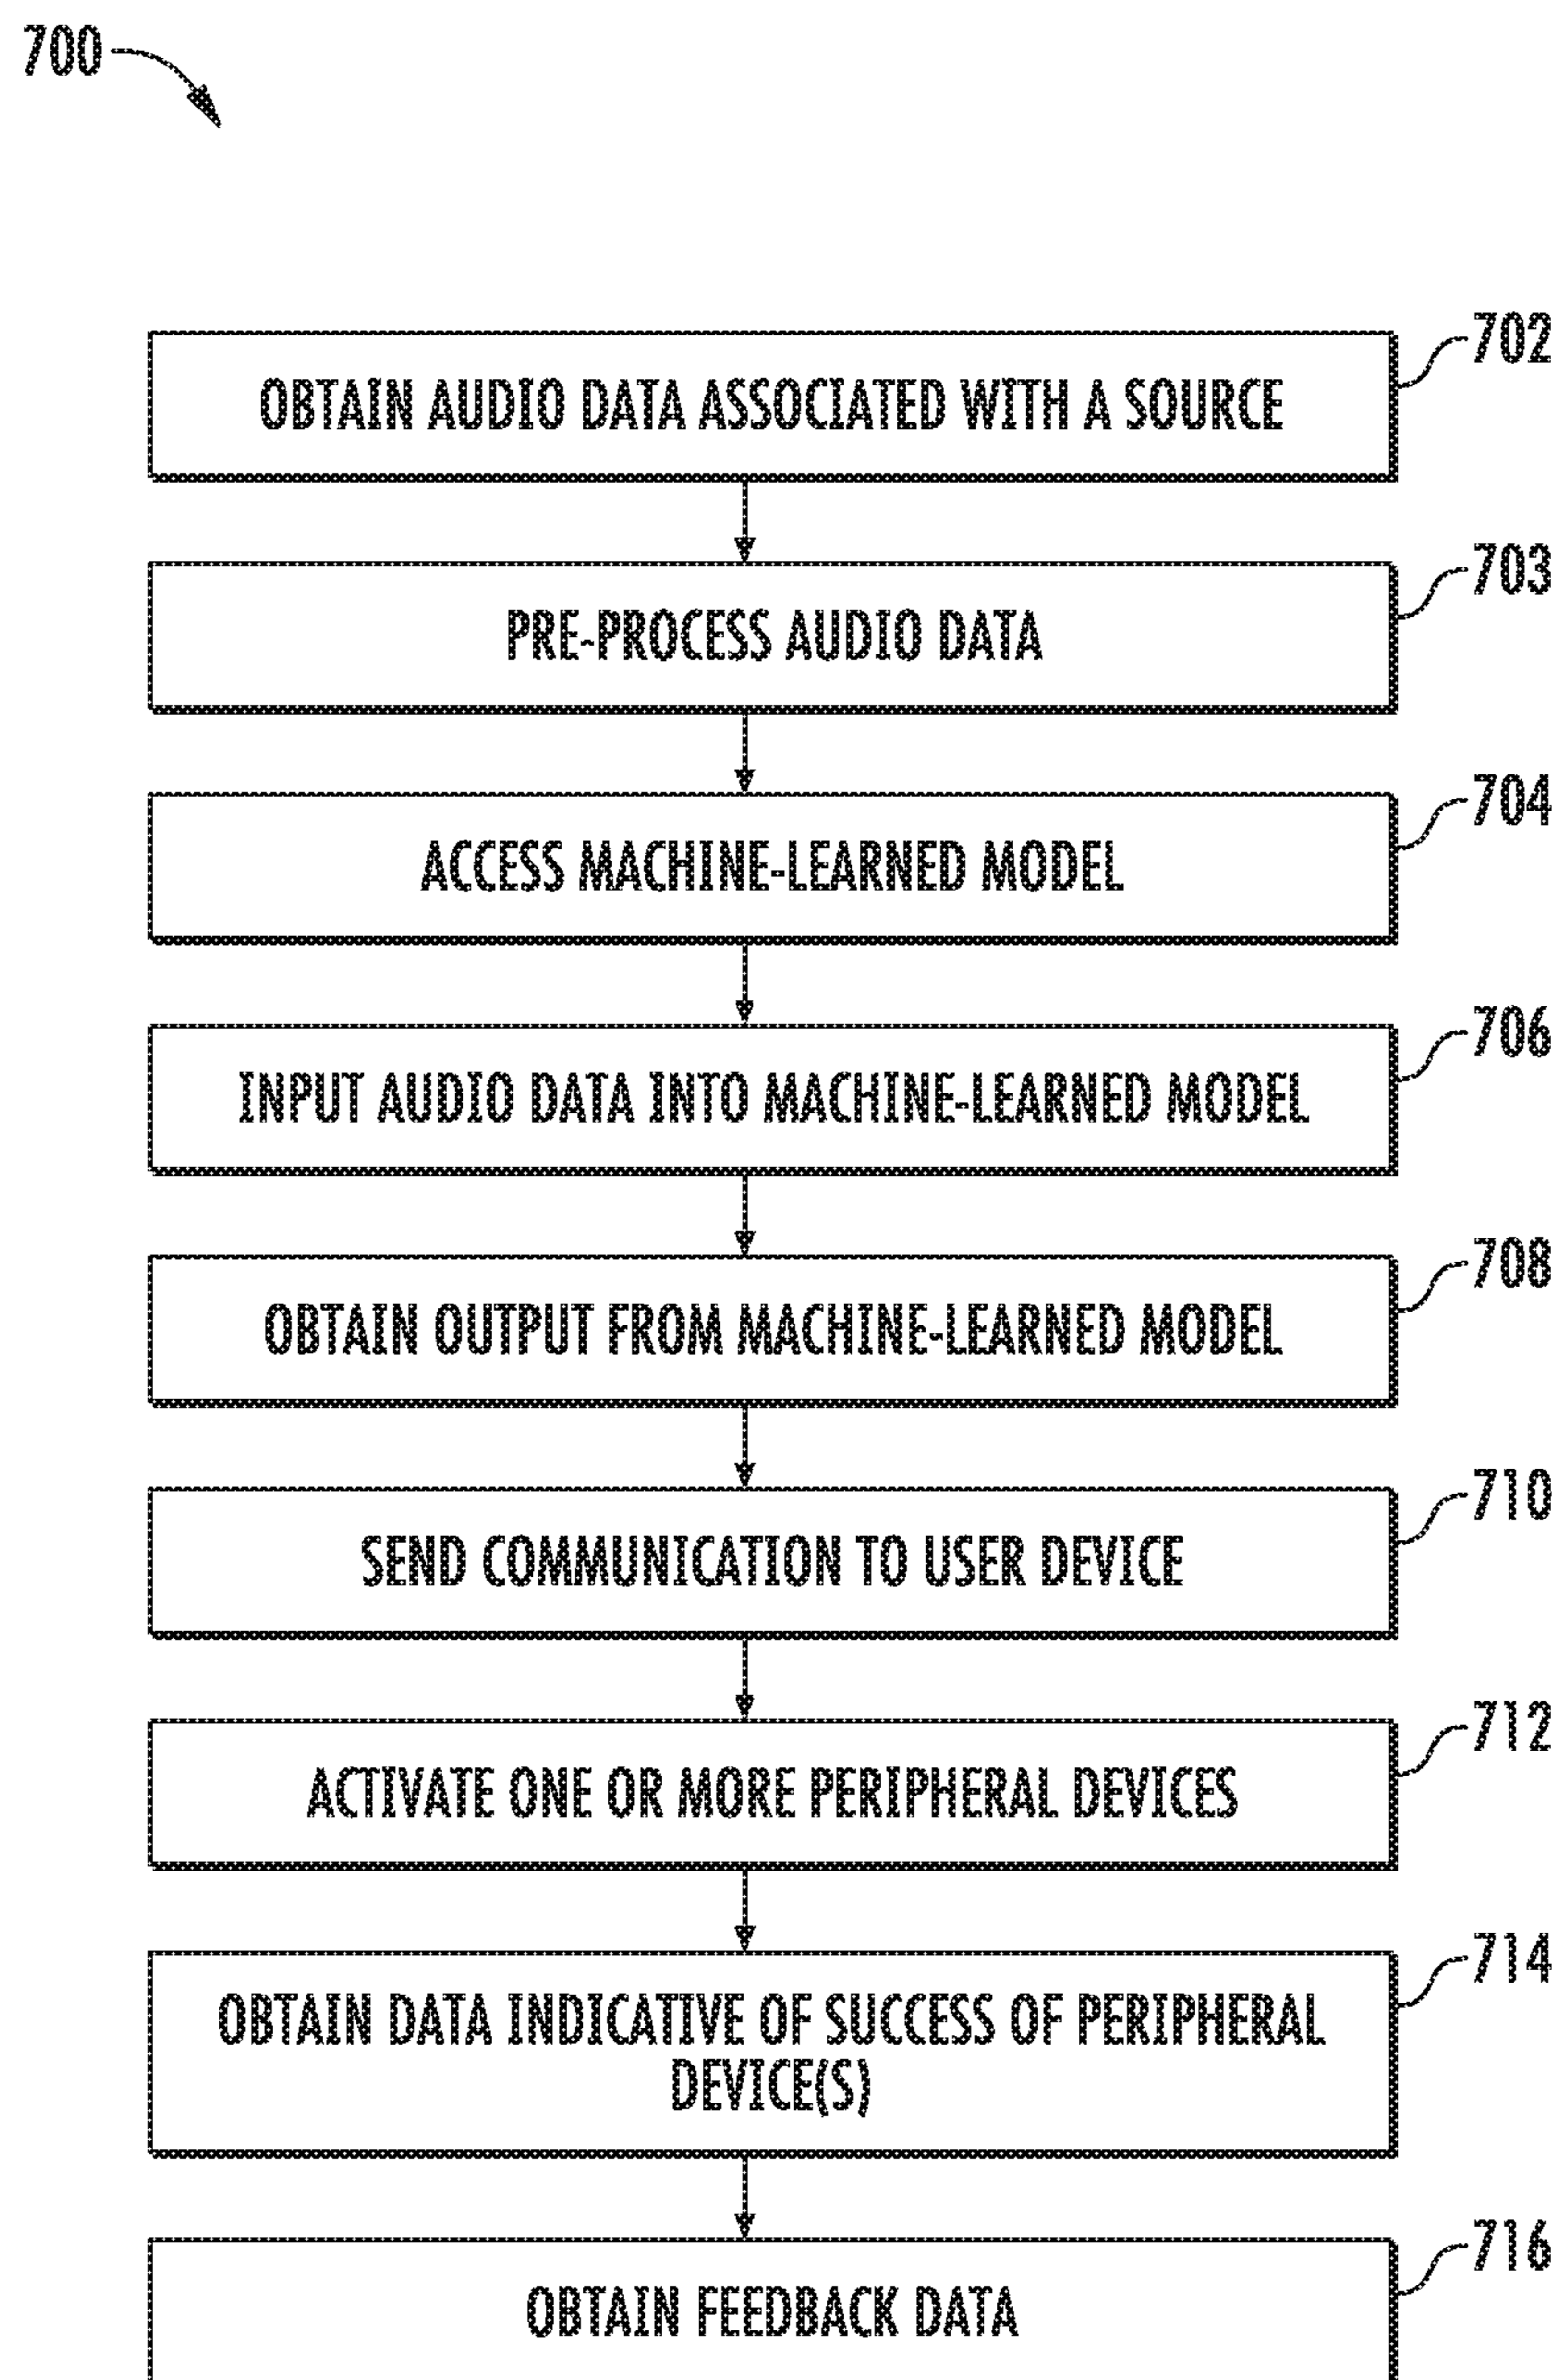 700
702
OBTAIN AUDIO DATA ASSOCIATED WITH A SOURCE
703
PRE-PROCESS AUDIO DATA
704
ACCESS MACHINE-LEARNED MODEL
706
INPUT AUDIO DATA INTO MACHINE-LEARNED MODEL
708
OBTAIN OUTPUT FROM MACHINE-LEARNED MODEL
710
SEND COMMUNICATION TO USER DEVICE
712
ACTIVATE ONE OR MORE PERIPHERAL DEVICES
714
OBTAIN DATA INDICATIVE OF SUCCESS OF PERIPHERAL
DEVICE(S)
716
OBTAIN FEEDBACK DATA